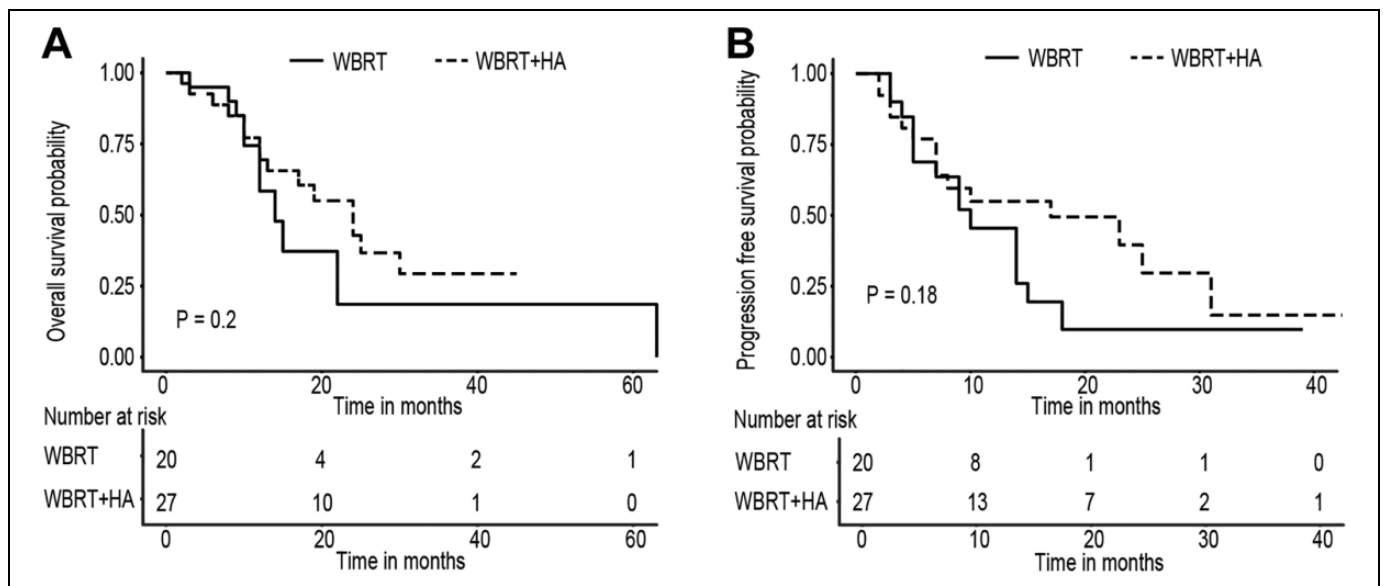 A
WBRT WBRT+HA
Overall survival probability
1.00
0.75
0.50
0.25
0.00
P = 0.2
0 20 40 60
Time in months
Number at risk
WBRT 20 4 2 1
WBRT+HA 27 10 1 0
0 20 40 60
Time in months
B
WBRT WBRT+HA
Progression free survival probability
1.00
0.75
0.50
0.25
0.00
P = 0.18
0 10 20 30 40
Time in months
Number at risk
WBRT 20 8 1 1 0
WBRT+HA 27 13 7 2 1
0 10 20 30 40
Time in months